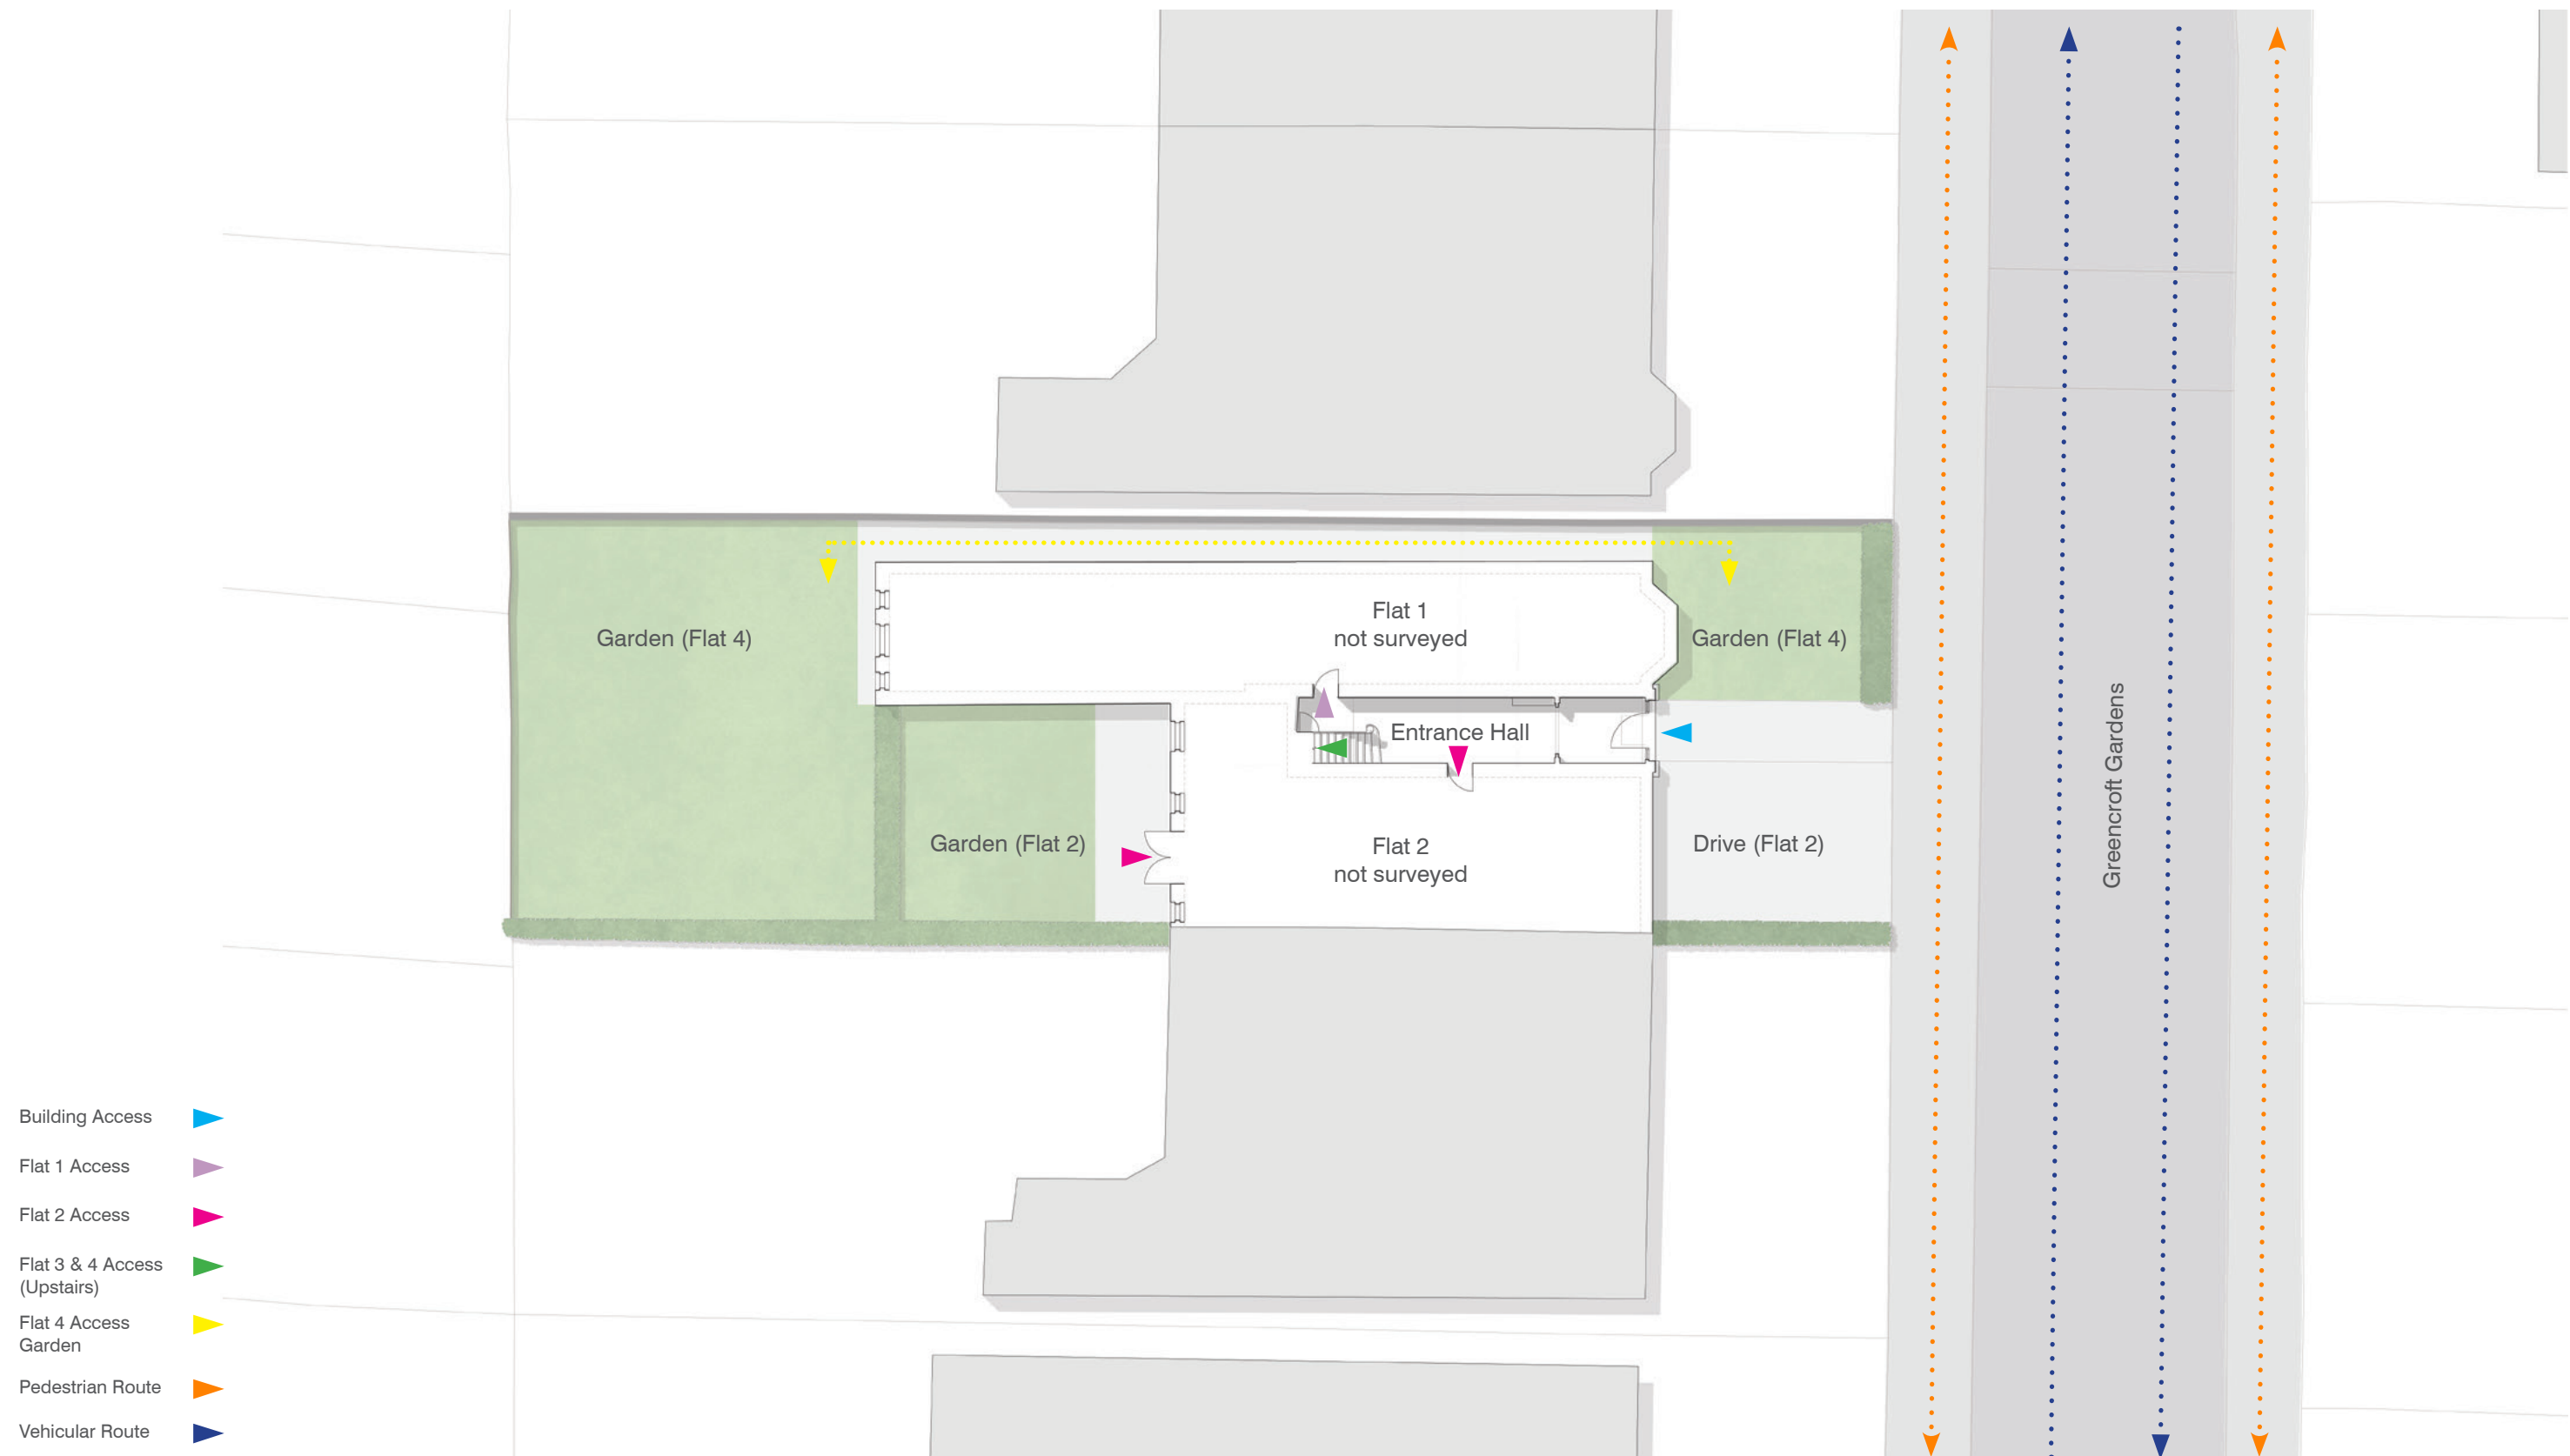 Flat 1
not surveyed
Garden (Flat 4)
Garden (Flat 4)
Entrance Hall
Garden (Flat 2)
Flat 2
not surveyed
Drive (Flat 2)
Greencroft Gardens
Building Access
Flat 1 Access
Flat 2 Access
Flat 3 & 4 Access
(Upstairs)
Flat 4 Access
Garden
Pedestrian Route
Vehicular Route